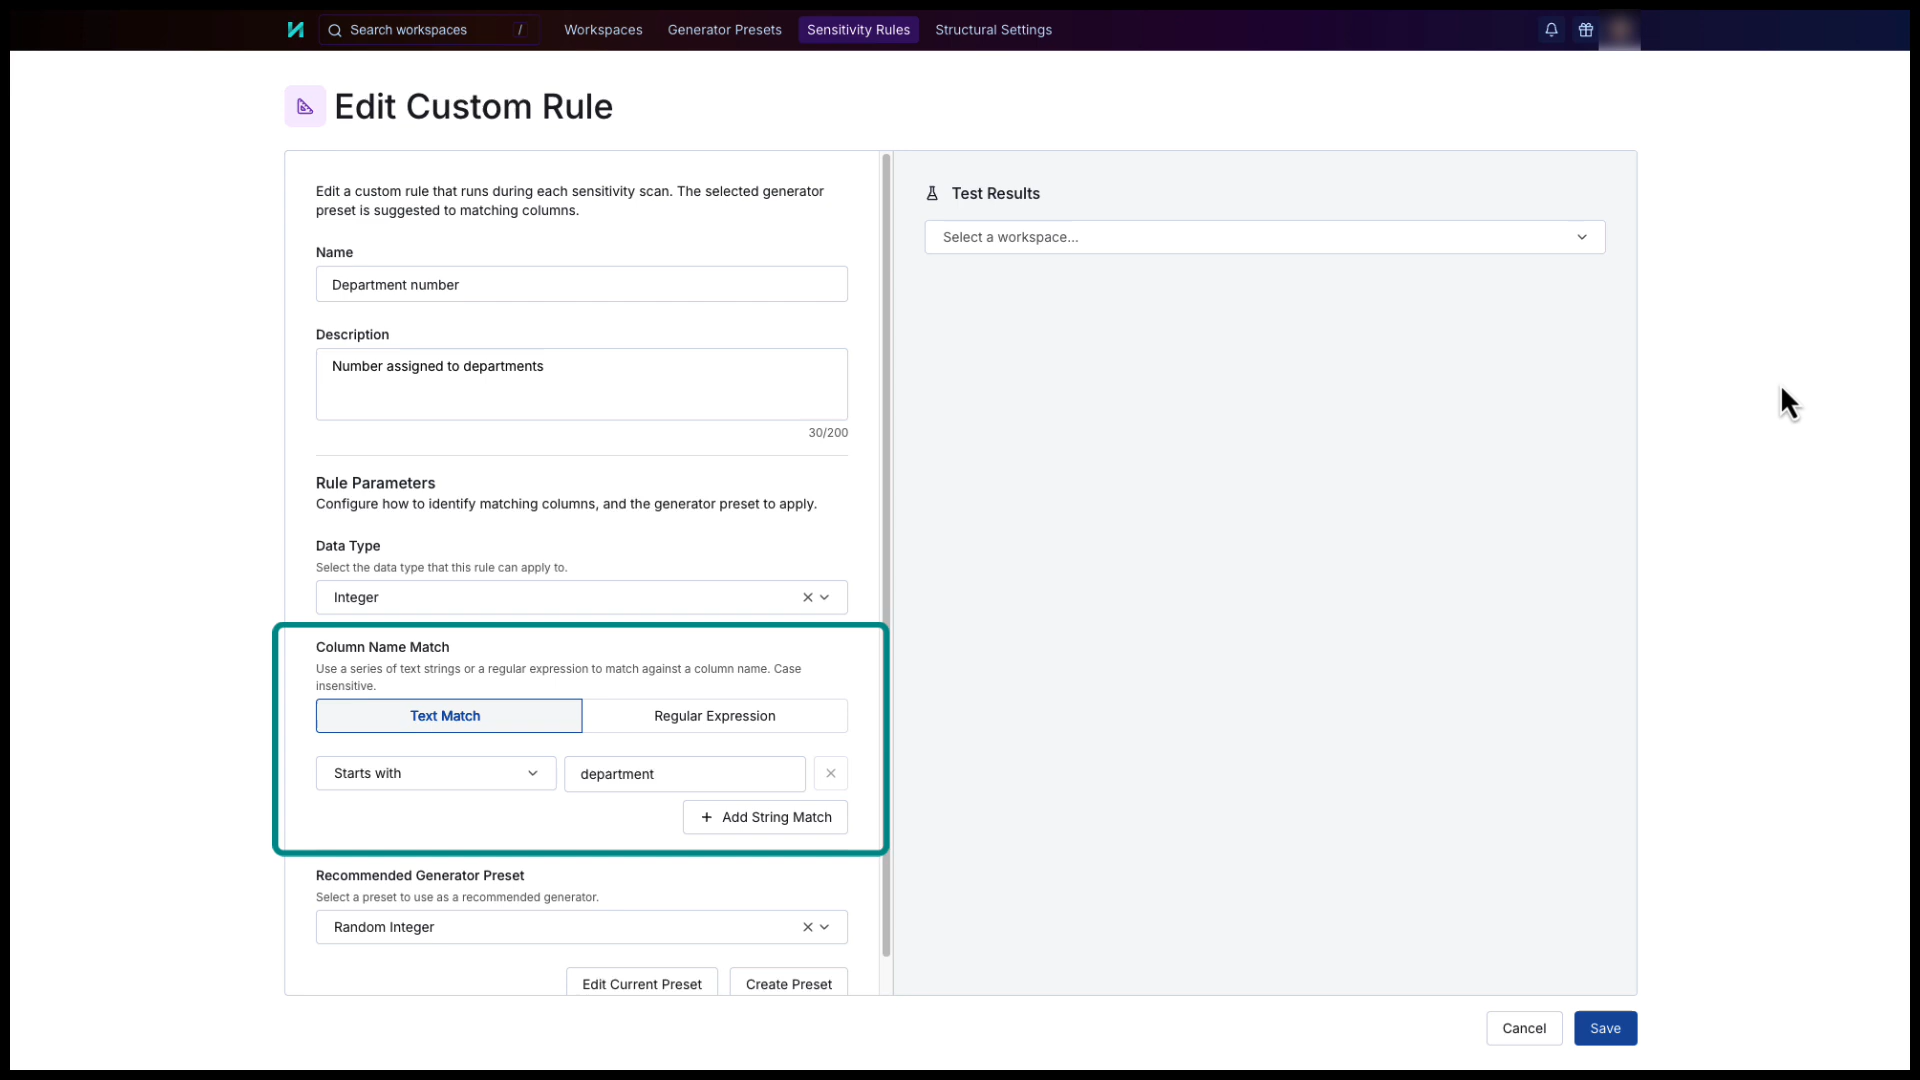 Search workspaces
/
Workspaces
Generator Presets
Sensitivity Rules
Structural Settings
Edit Custom Rule
Edit a custom rule that runs during each sensitivity scan. The selected generator
preset is suggested to matching columns.
Name
Department number
Description
Number assigned to departments
30/200
Rule Parameters
Configure how to identify matching columns, and the generator preset to apply.
Data Type
Select the data type that this rule can apply to.
Integer
Column Name Match
Use a series of text strings or a regular expression to match against a column name. Case
insensitive.
Text Match
Regular Expression
Starts with
department
+ Add String Match
Recommended Generator Preset
Select a preset to use as a recommended generator.
Random Integer
Edit Current Preset
Create Preset
Test Results
Select a workspace...
Cancel
Save